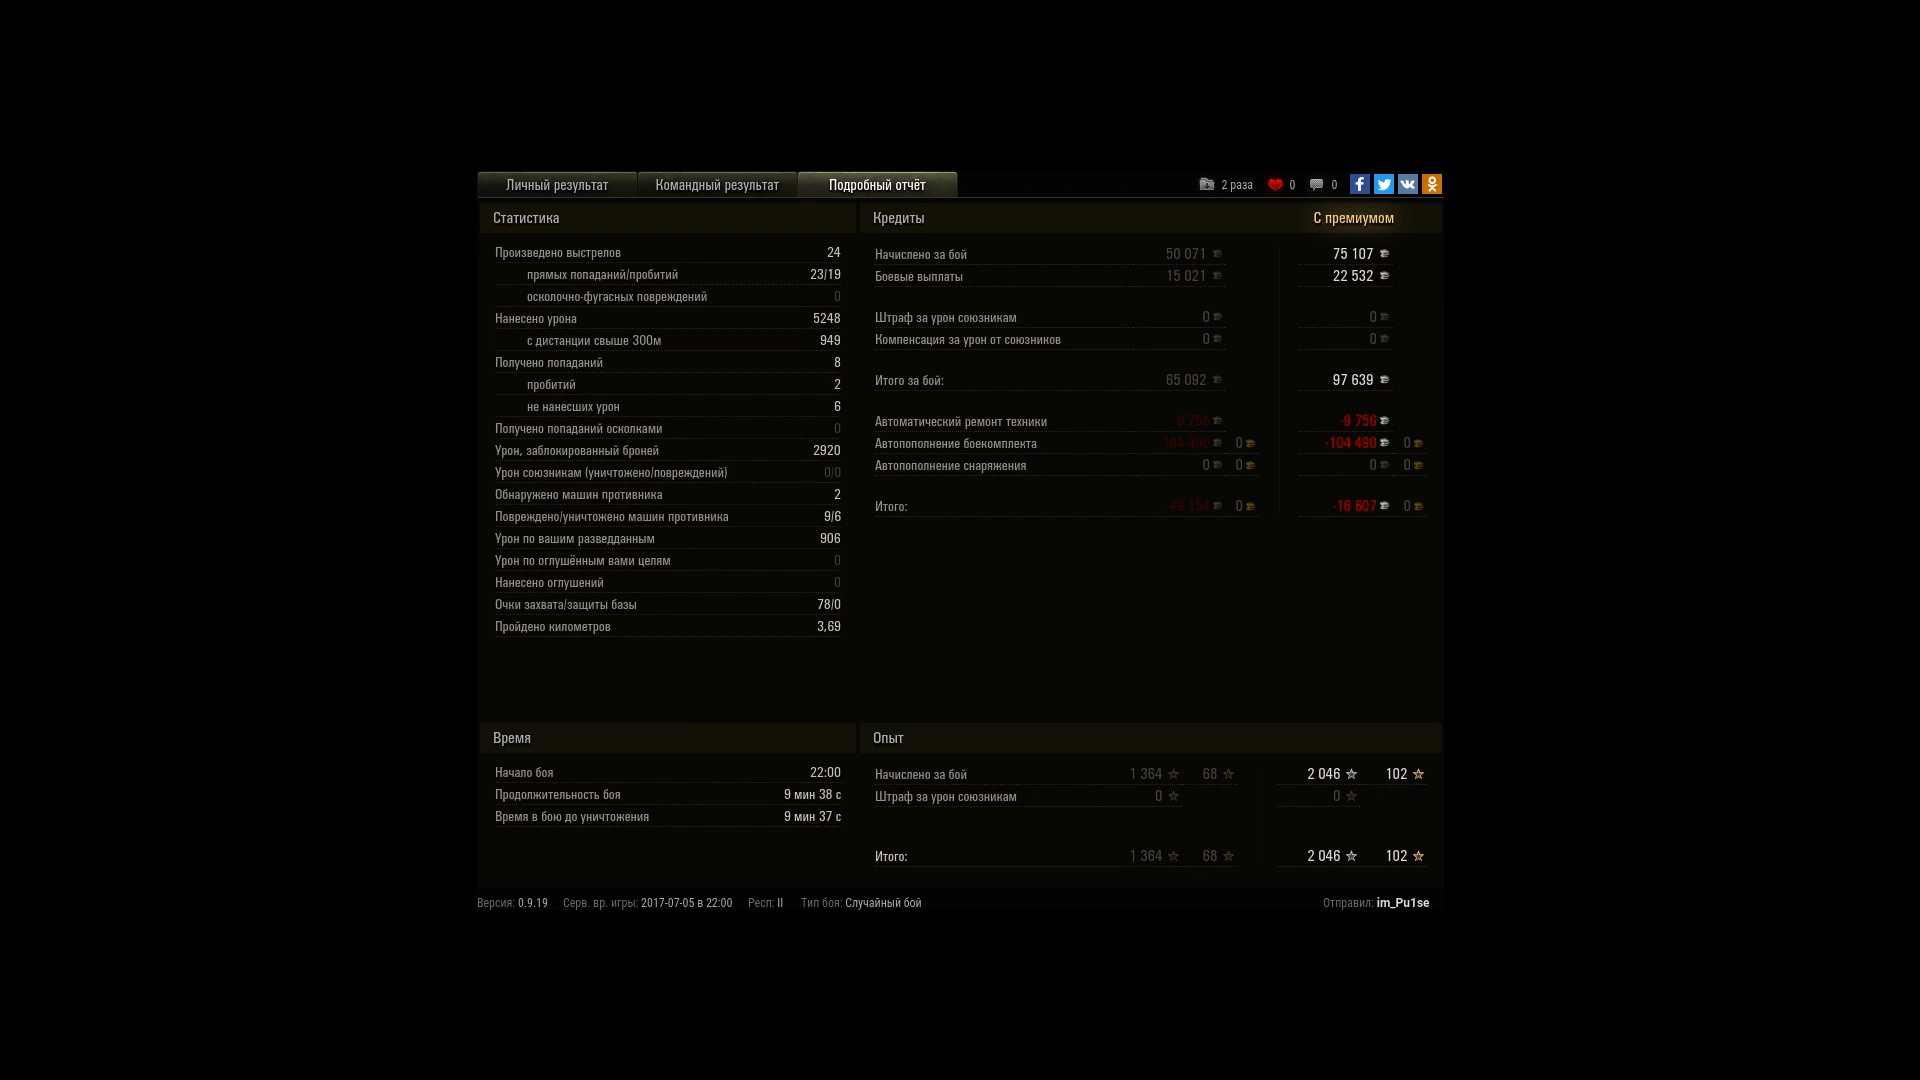 Личный результат Командный результат Подробный отчёт 2 раза 0 0
Статистика
Произведено выстрелов 24
прямых попаданий/пробитий 23/19
осколочно-фугасных повреждений 0
Нанесено урона 5248
с дистанции свыше 300м 949
Получено попаданий 8
пробитий 2
не нанесших урон 6
Получено попаданий осколками 0
Урон, заблокированный броней 2920
Урон союзникам (уничтожено/повреждений) 0/0
Обнаружено машин противника 2
Повреждено/уничтожено машин противника 9/6
Урон по вашим разведданным 906
Урон по оглушённым вами целям 0
Нанесено оглушений 0
Очки захвата/защиты базы 78/0
Пройдено километров 3,69
Кредиты С премиумом
Начислено за бой 50 071 75 107
Боевые выплаты 15 021 22 532
Штраф за урон союзникам 0 0
Компенсация за урон от союзников 0 0
Итого за бой: 65 092 97 639
Автоматический ремонт техники -9 756 -9 756
Автопополнение боекомплекта -104 490 0 -104 490 0
Автопополнение снаряжения 0 0 0 0
Итого: -49 154 0 -16 607 0
Время
Начало боя 22:00
Продолжительность боя 9 мин 38 с
Время в бою до уничтожения 9 мин 37 с
Опыт
Начислено за бой 1 364 68 2 046 102
Штраф за урон союзникам 0 0
Итого: 1 364 68 2 046 102
Версия: 0.9.19 Серв. вр. игры: 2017-07-05 в 22:00 Респ: II Тип боя: Случайный бой Отправил: im_Pu1se